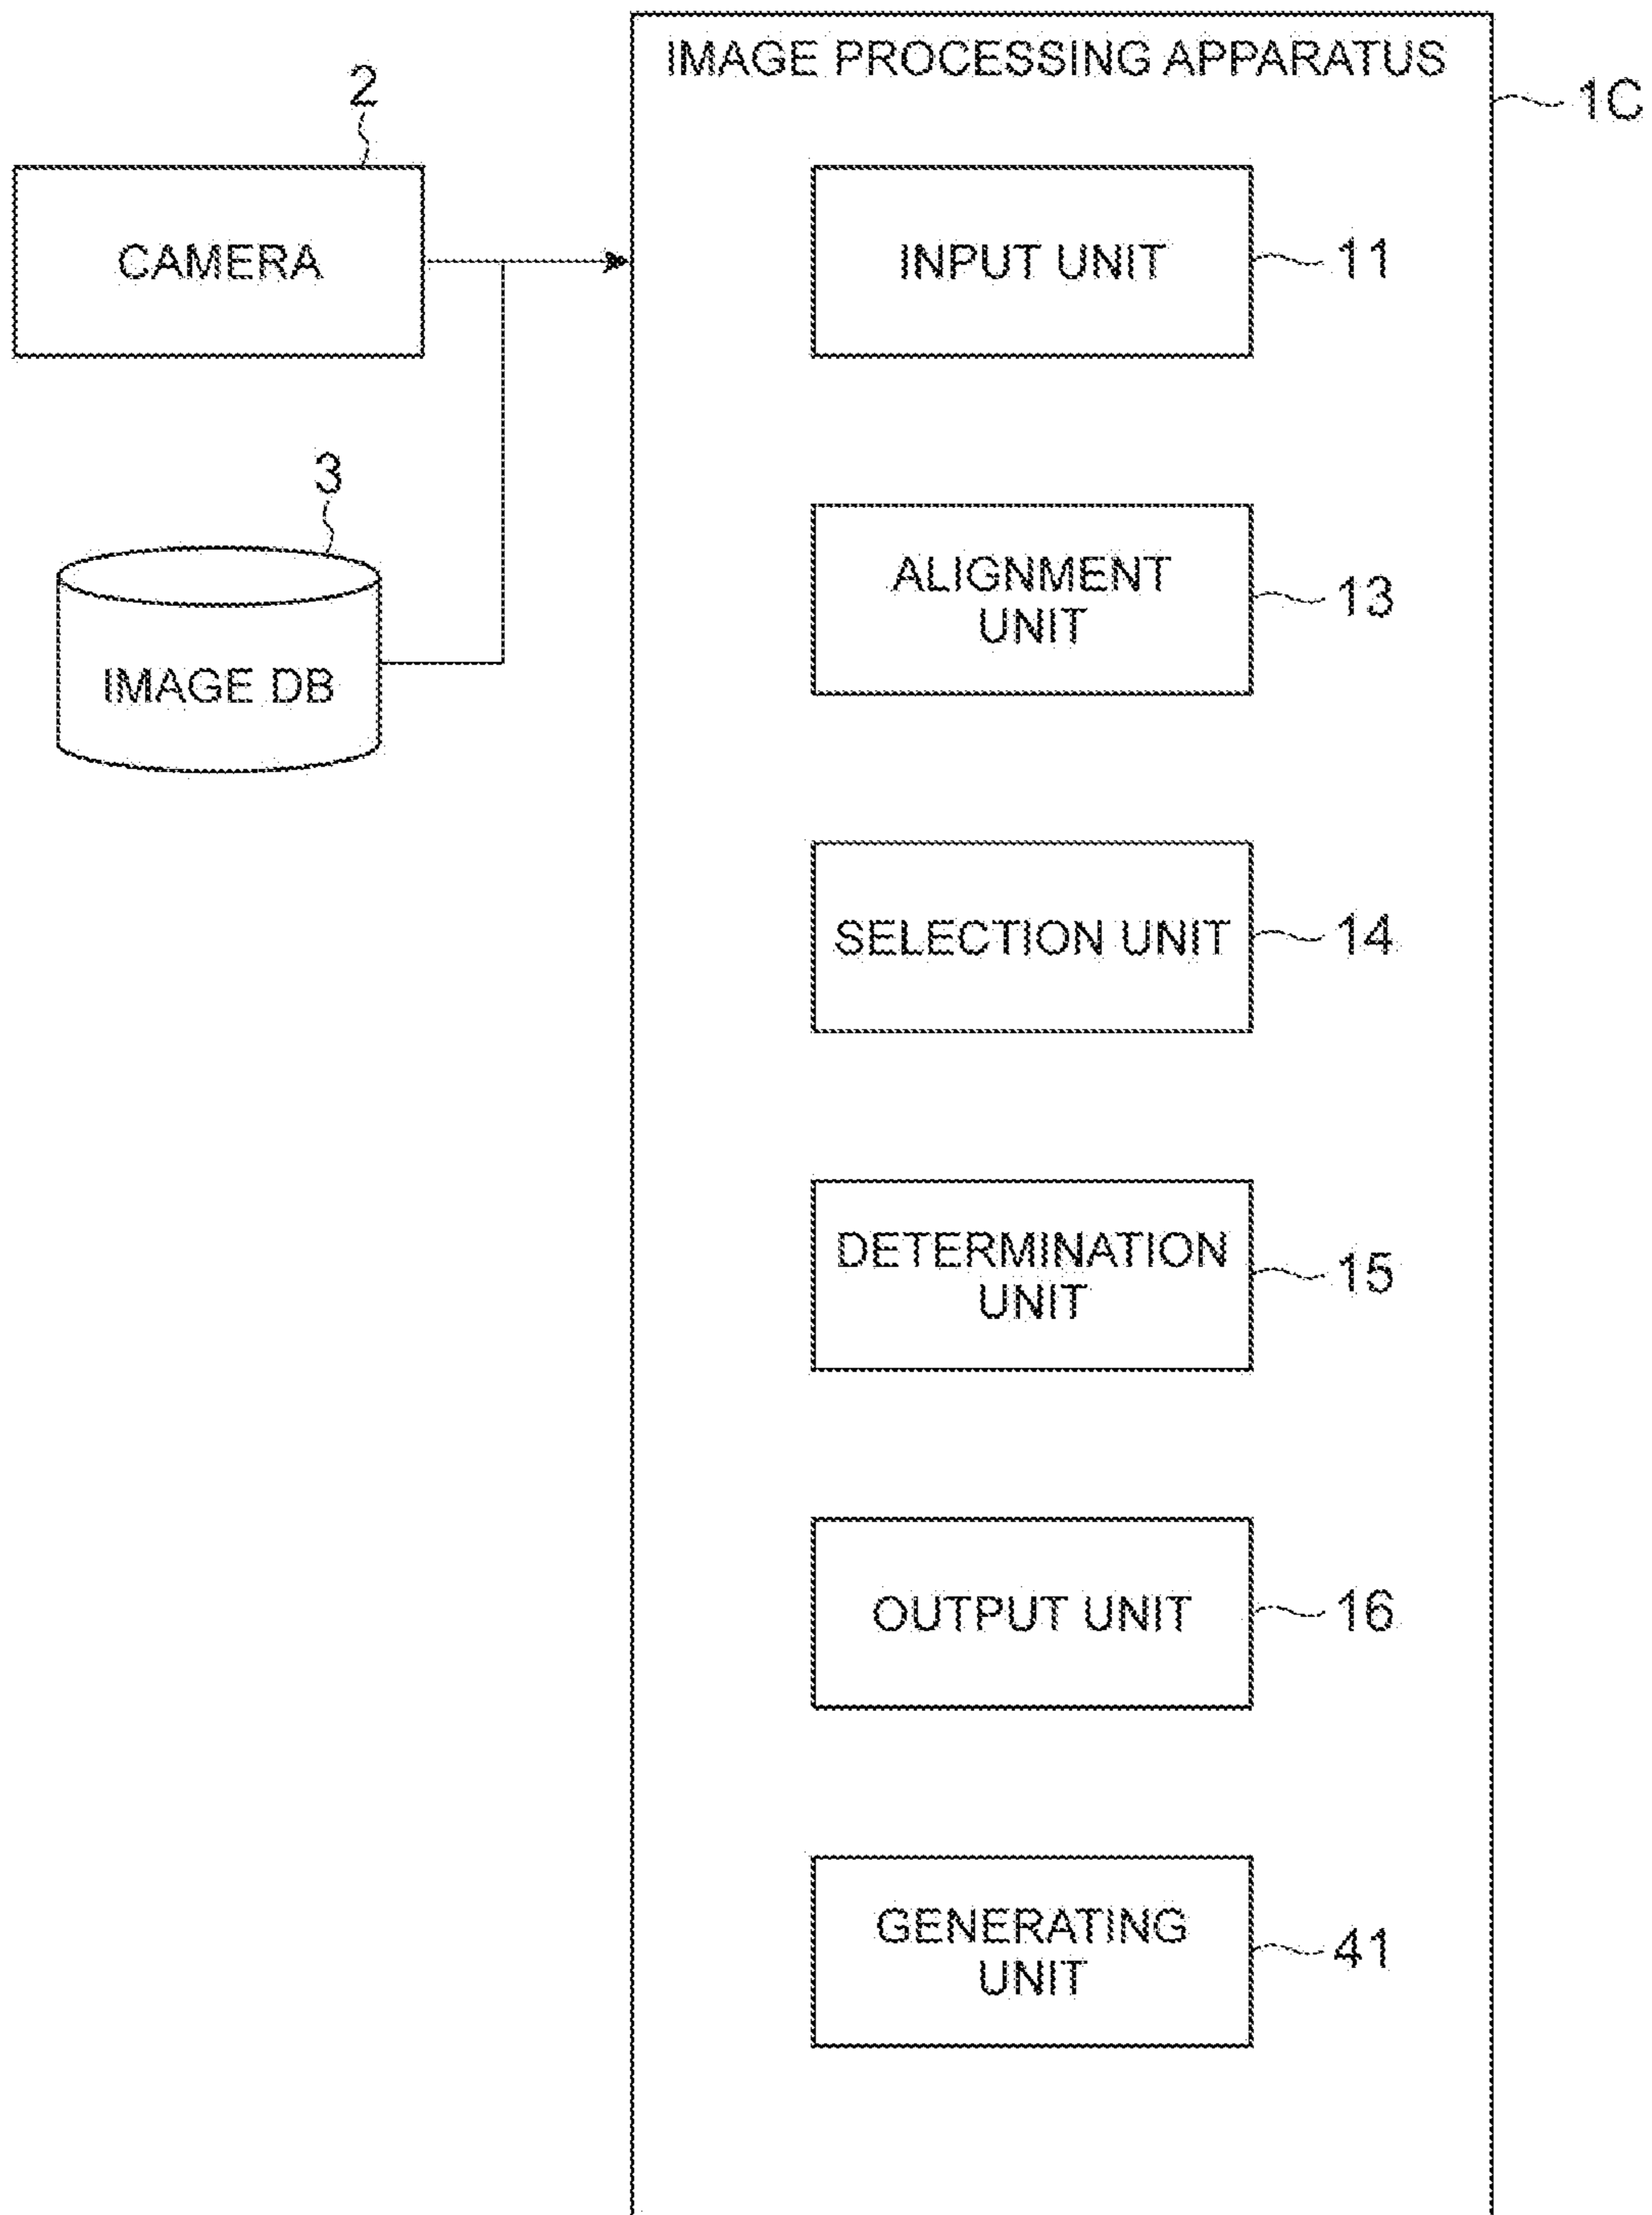 IMAGE PROCESSING APPARATUS
1C
2
CAMERA
INPUT UNIT
11
3
IMAGE DB
ALIGNMENT
UNIT
13
SELECTION UNIT
14
DETERMINATION
UNIT
15
OUTPUT UNIT
16
GENERATING
UNIT
41